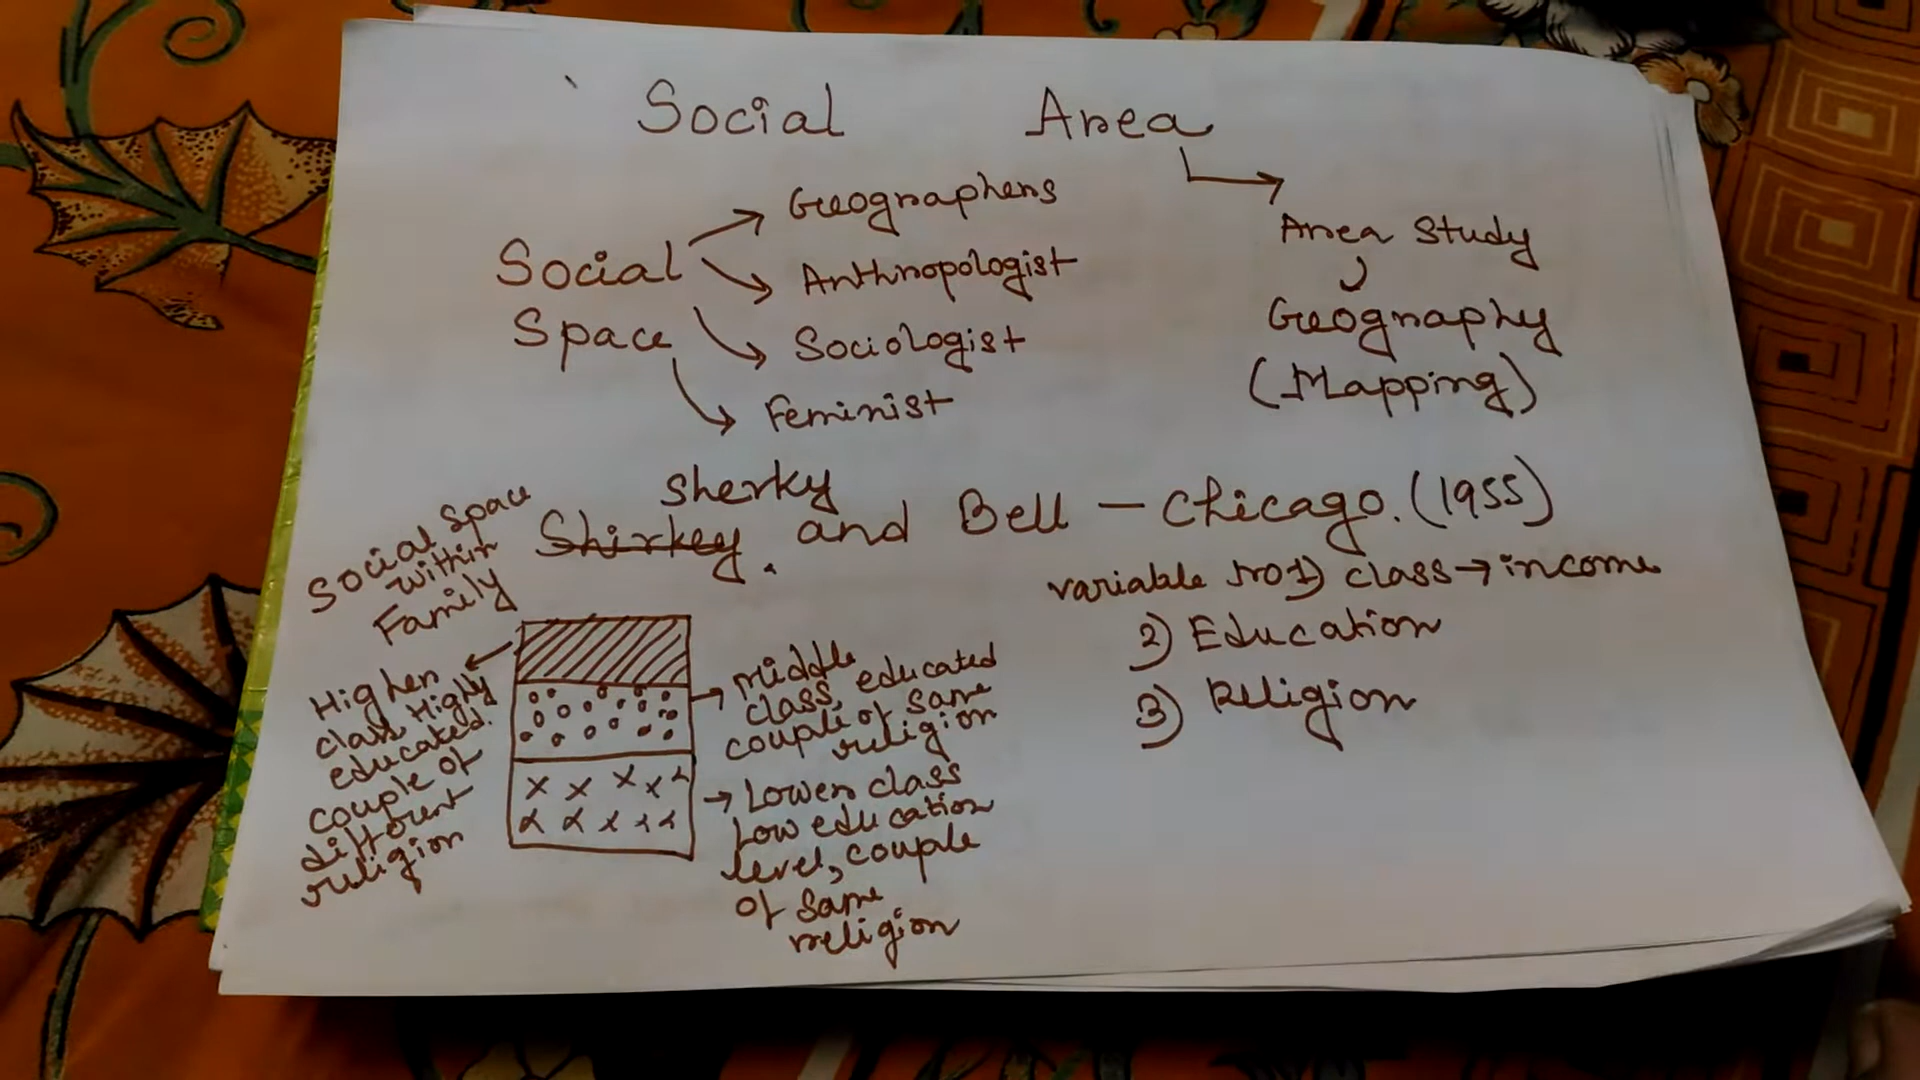 Social Area
Geographers
Social
Space
Anthropologist
Sociologist
Feminist
Area Study
Geography
(Mapping)
Sherky
Shirkey and Bell — Chicago. (1955)
variable no 1) class → income
2) Education
3) Religion
Social Space
within
Family
Higher
class, Highly
educated.
couple of
different
religion
Middle
class, educated
couple of same
religion
Lower class
Low education
level, couple
of same
religion